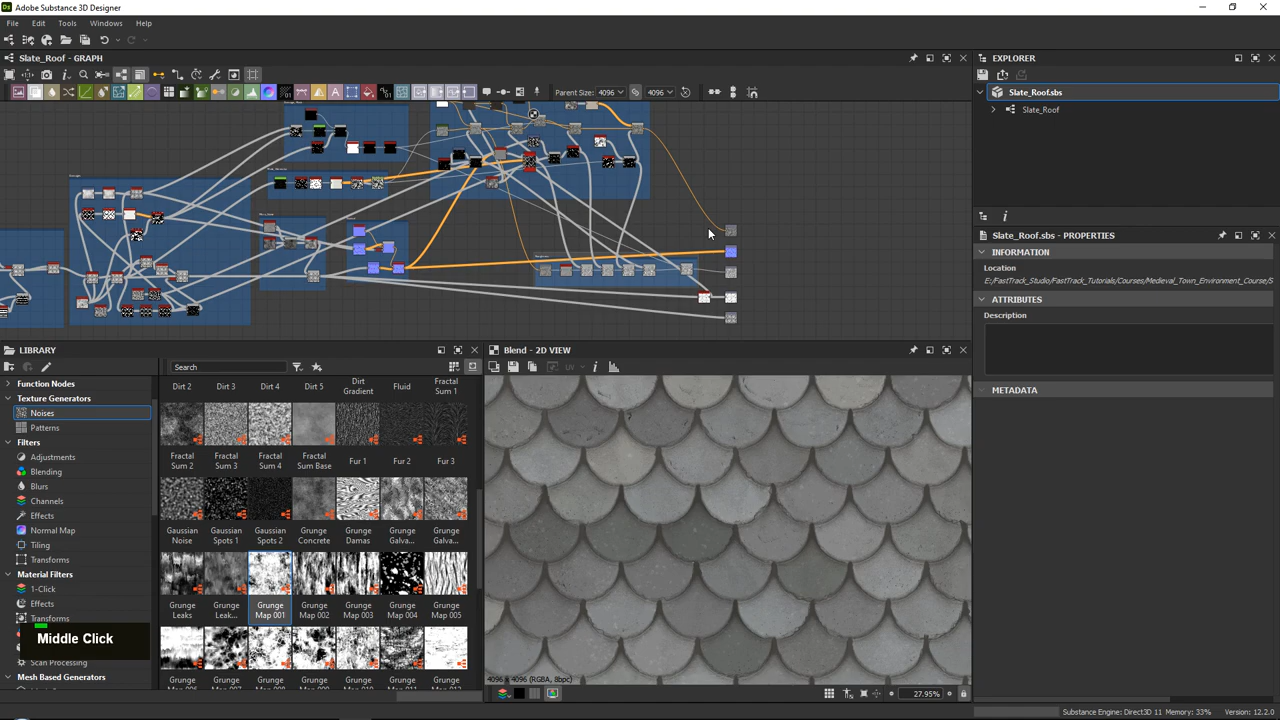 Adobe Substance 3D Designer
File Edit Tools Windows Help
Slate_Roof - GRAPH
Parent Size: 4096 4096
EXPLORER
Slate_Roof.sbs
Slate_Roof
Slate_Roof.sbs - PROPERTIES
INFORMATION
Location
E:/FastTrack_Studio/FastTrack_Tutorials/Courses/Medieval_Town_Environment_Course/S
ATTRIBUTES
Description
METADATA
LIBRARY
Search
Function Nodes
Texture Generators
Noises
Patterns
Filters
Adjustments
Blending
Blurs
Channels
Effects
Normal Map
Tiling
Transforms
Material Filters
1-Click
Effects
Transforms
Scan Processing
Mesh Based Generators
Middle Click
Dirt 2 Dirt 3 Dirt 4 Dirt 5 Dirt Gradient Fluid Fractal Sum 1
Fractal Sum 2 Fractal Sum 3 Fractal Sum 4 Fractal Sum Base Fur 1 Fur 2 Fur 3
Gaussian Noise Gaussian Spots 1 Gaussian Spots 2 Grunge Concrete Grunge Damas Grunge Galva... Grunge Galva...
Grunge Leaks Grunge Leak... Grunge Map 001 Grunge Map 002 Grunge Map 003 Grunge Map 004 Grunge Map 005
Blend - 2D VIEW
UV
4096 x 4096 (RGBA, 8bpc)
27.95%
Substance Engine: Direct3D 11 Memory: 33% Version: 12.2.0